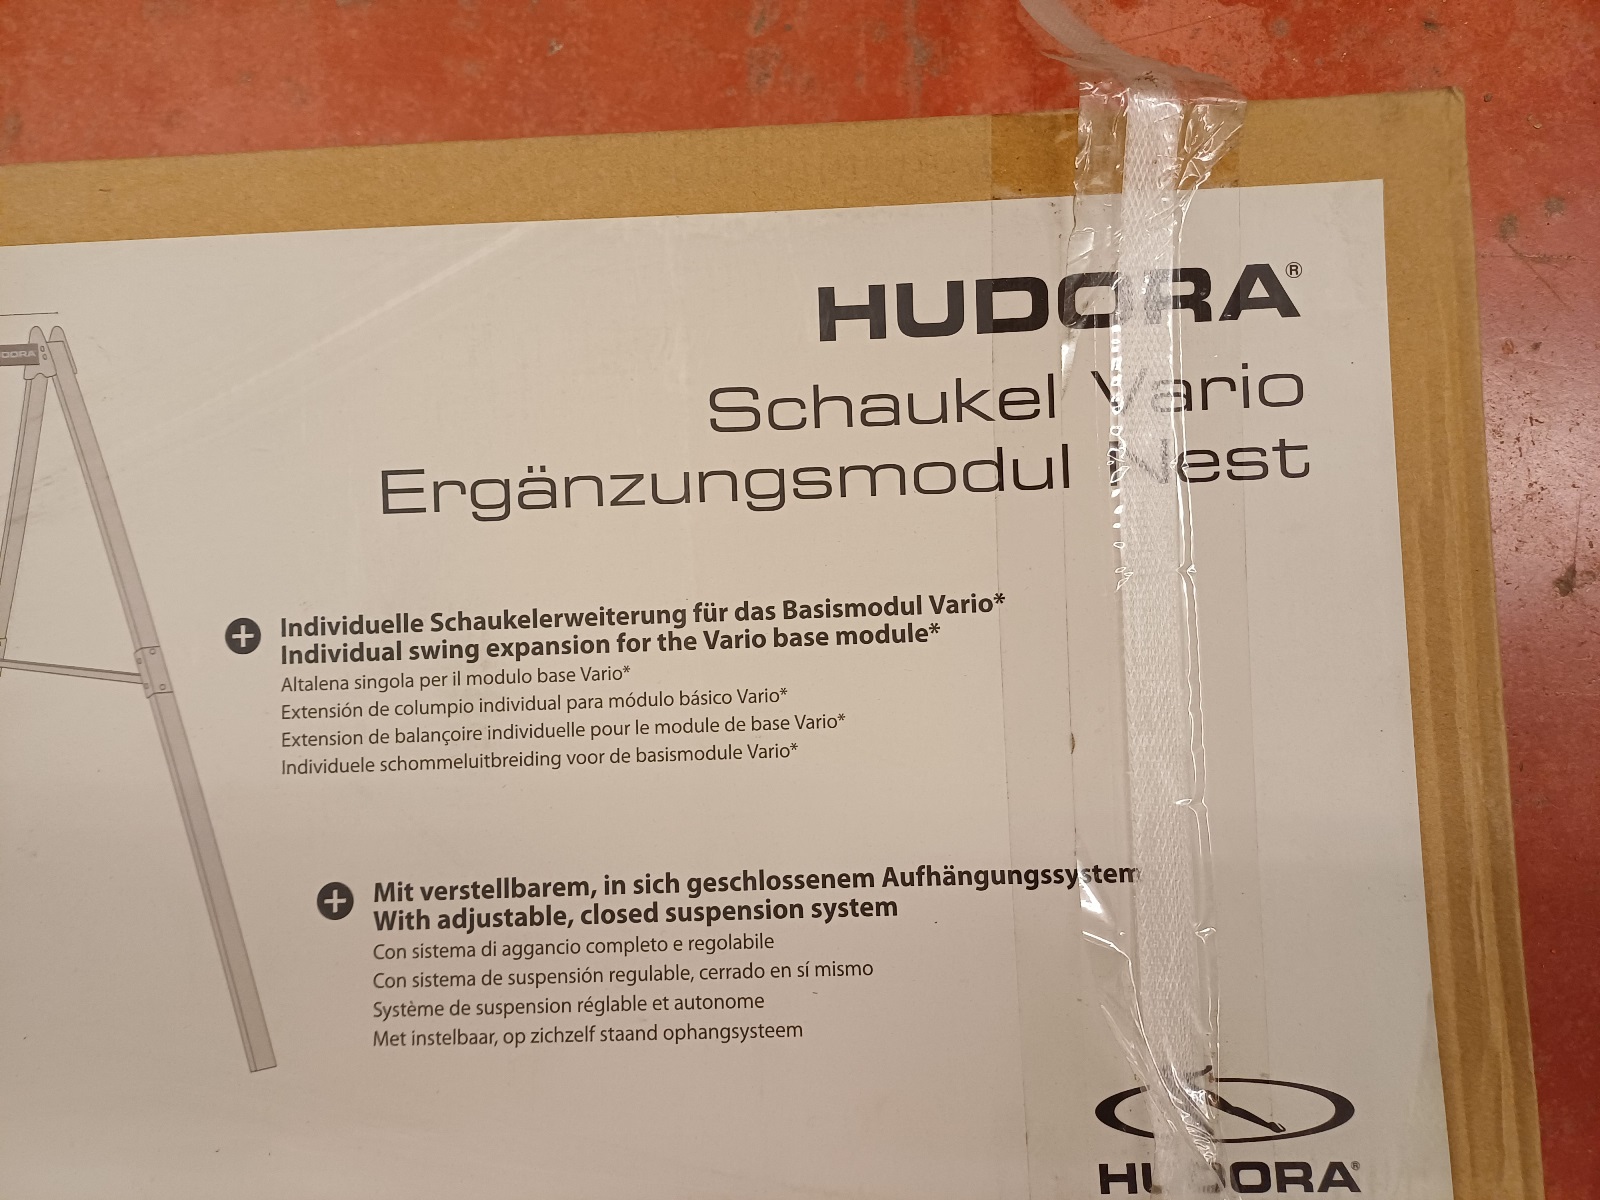 HUDORA®
Schaukel Vario
Ergänzungsmodul Nest
DORA
Individuelle Schaukelerweiterung für das Basismodul Vario*
Individual swing expansion for the Vario base module*
Altalena singola per il modulo base Vario*
Extensión de columpio individual para módulo básico Vario*
Extension de balançoire individuelle pour le module de base Vario*
Individuele schommeluitbreiding voor de basismodule Vario*
Mit verstellbarem, in sich geschlossenem Aufhängungssystem
With adjustable, closed suspension system
Con sistema di aggancio completo e regolabile
Con sistema de suspensión regulable, cerrado en sí mismo
Système de suspension réglable et autonome
Met instelbaar, op zichzelf staand ophangsysteem
HUDORA®